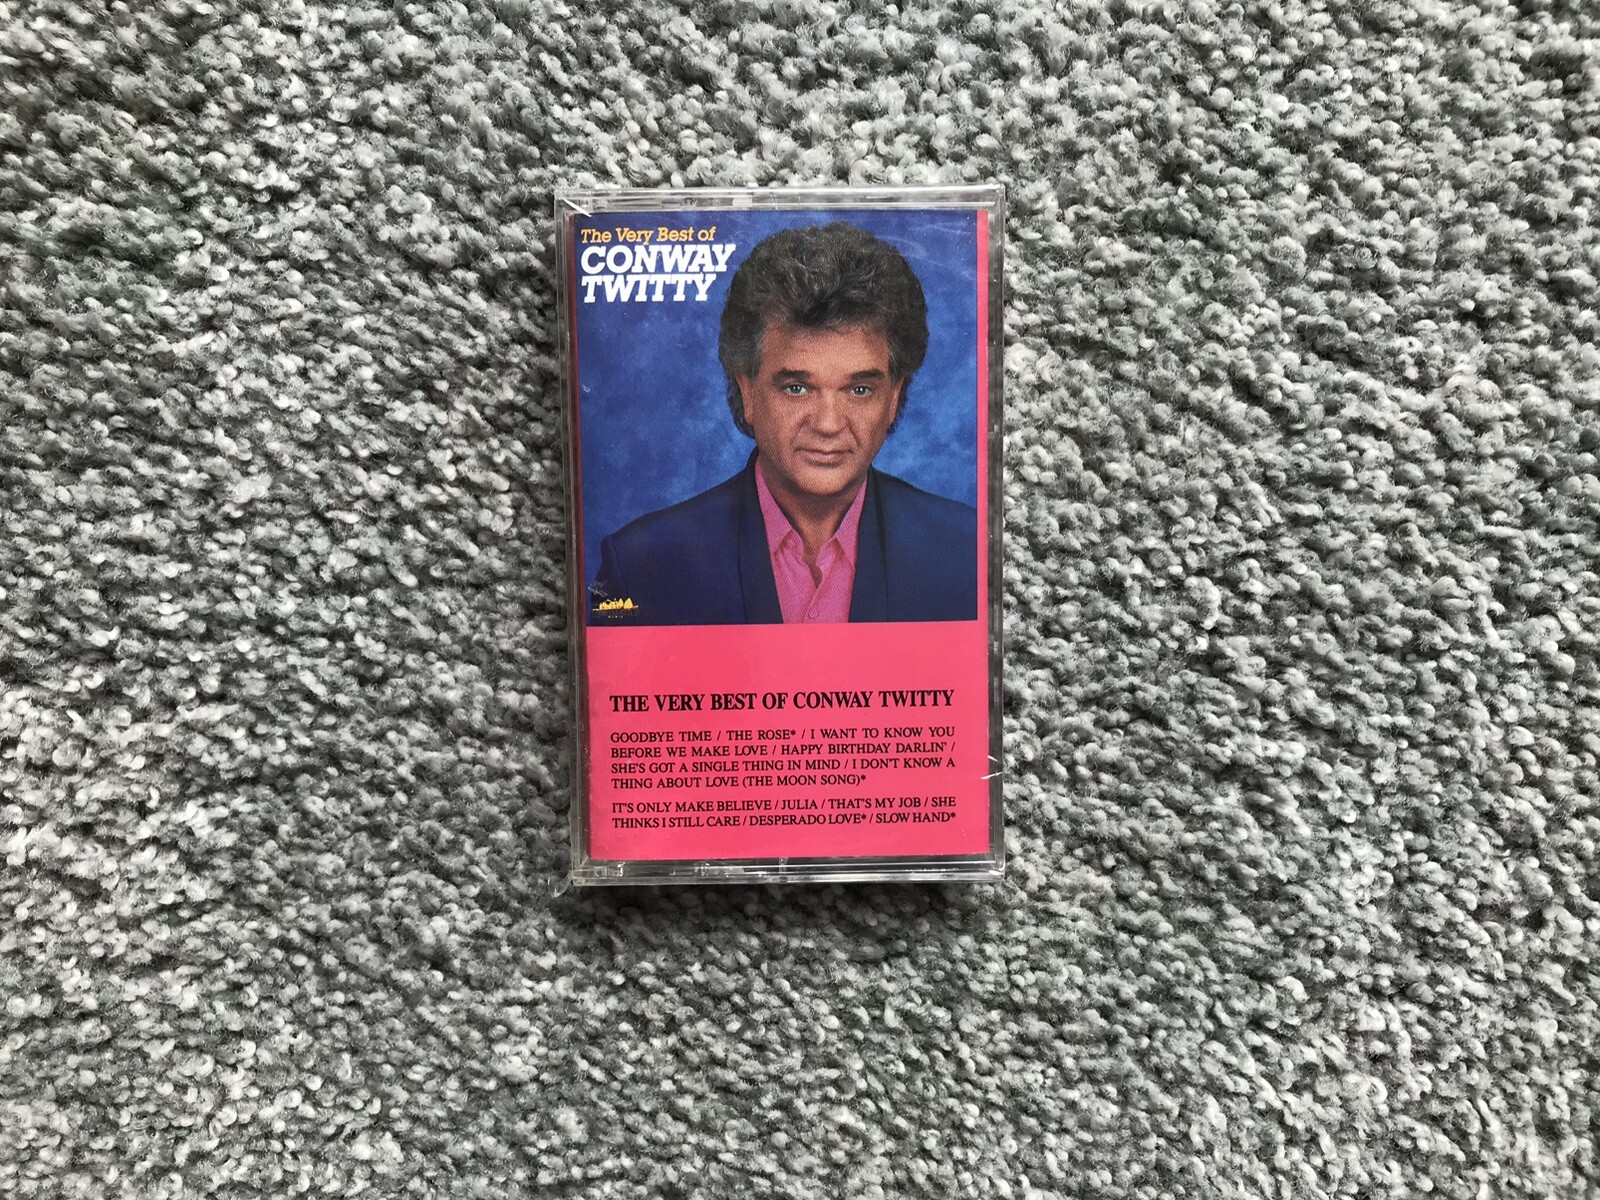 The Very Best of
CONWAY
TWITTY
THE VERY BEST OF CONWAY TWITTY
GOODBYE TIME / THE ROSE* / I WANT TO KNOW YOU
BEFORE WE MAKE LOVE / HAPPY BIRTHDAY DARLIN' /
SHE'S GOT A SINGLE THING IN MIND / I DON'T KNOW A
THING ABOUT LOVE (THE MOON SONG)*
IT'S ONLY MAKE BELIEVE / JULIA / THAT'S MY JOB / SHE
THINKS I STILL CARE / DESPERADO LOVE* / SLOW HAND*